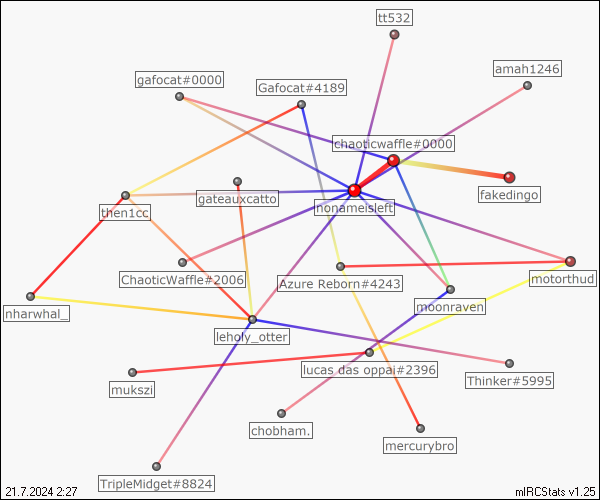 tt532
amah1246
gafocat#0000
Gafocat#4189
chaoticwaffle#0000
fakedingo
gateauxcatto
nonameisleft
then1cc
ChaoticWaffle#2006
Azure Reborn#4243
motorthud
moonraven
nharwhal_
leholy_otter
lucas das oppai#2396
Thinker#5995
mukszi
chobham.
mercurybro
TripleMidget#8824
21.7.2024 2:27
mIRCStats v1.25